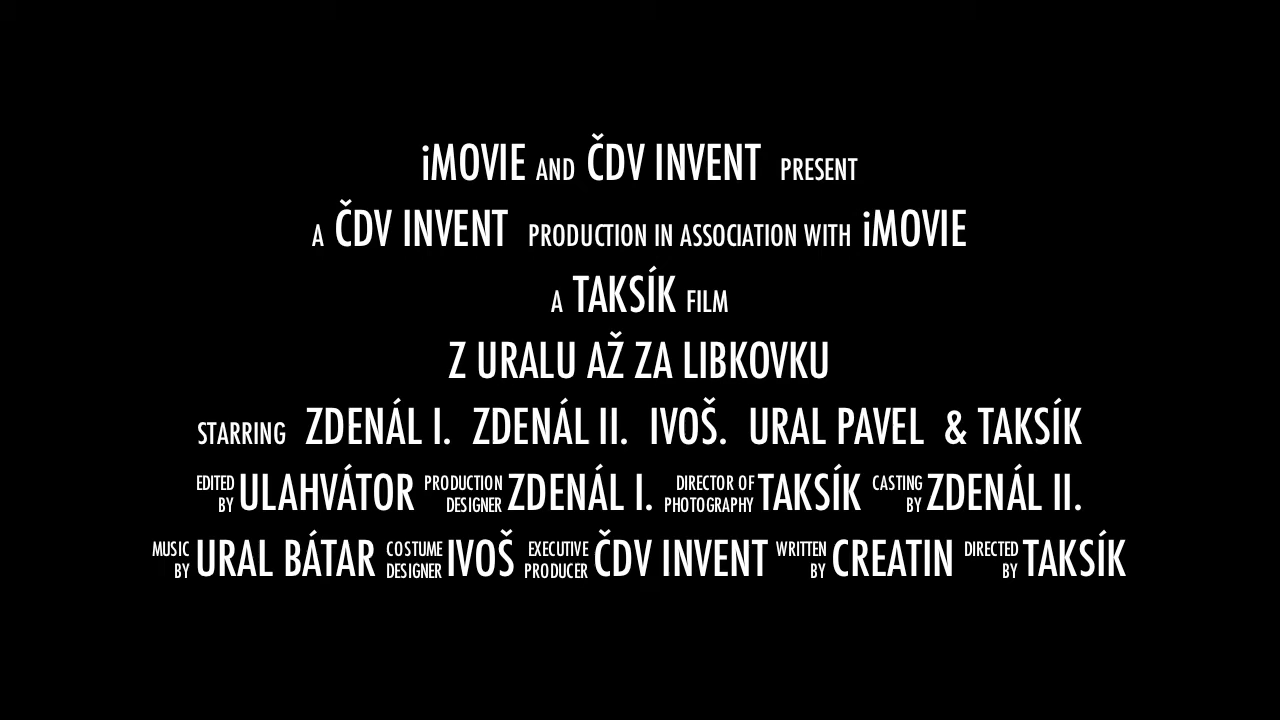 iMOVIE AND ČDV INVENT PRESENT
A ČDV INVENT PRODUCTION IN ASSOCIATION WITH iMOVIE
A TAKSÍK FILM
Z URALU AŽ ZA LIBKOVKU
STARRING ZDENÁL I. ZDENÁL II. IVOŠ. URAL PAVEL & TAKSÍK
EDITED BY ULAHVÁTOR PRODUCTION DESIGNER ZDENÁL I. DIRECTOR OF PHOTOGRAPHY TAKSÍK CASTING BY ZDENÁL II.
MUSIC BY URAL BÁTAR COSTUME DESIGNER IVOŠ EXECUTIVE PRODUCER ČDV INVENT WRITTEN BY CREATIN DIRECTED BY TAKSÍK